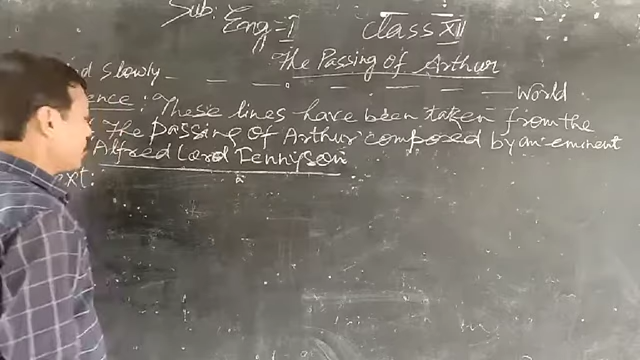 Sub: Eng-I Class XII
The Passing of Arthur
d Slowly _ _ _ _ _ _ _ World
ence: These lines have been taken from the
The Passing of Arthur composed by an eminent
Alfred Lord Tennyson
xt.